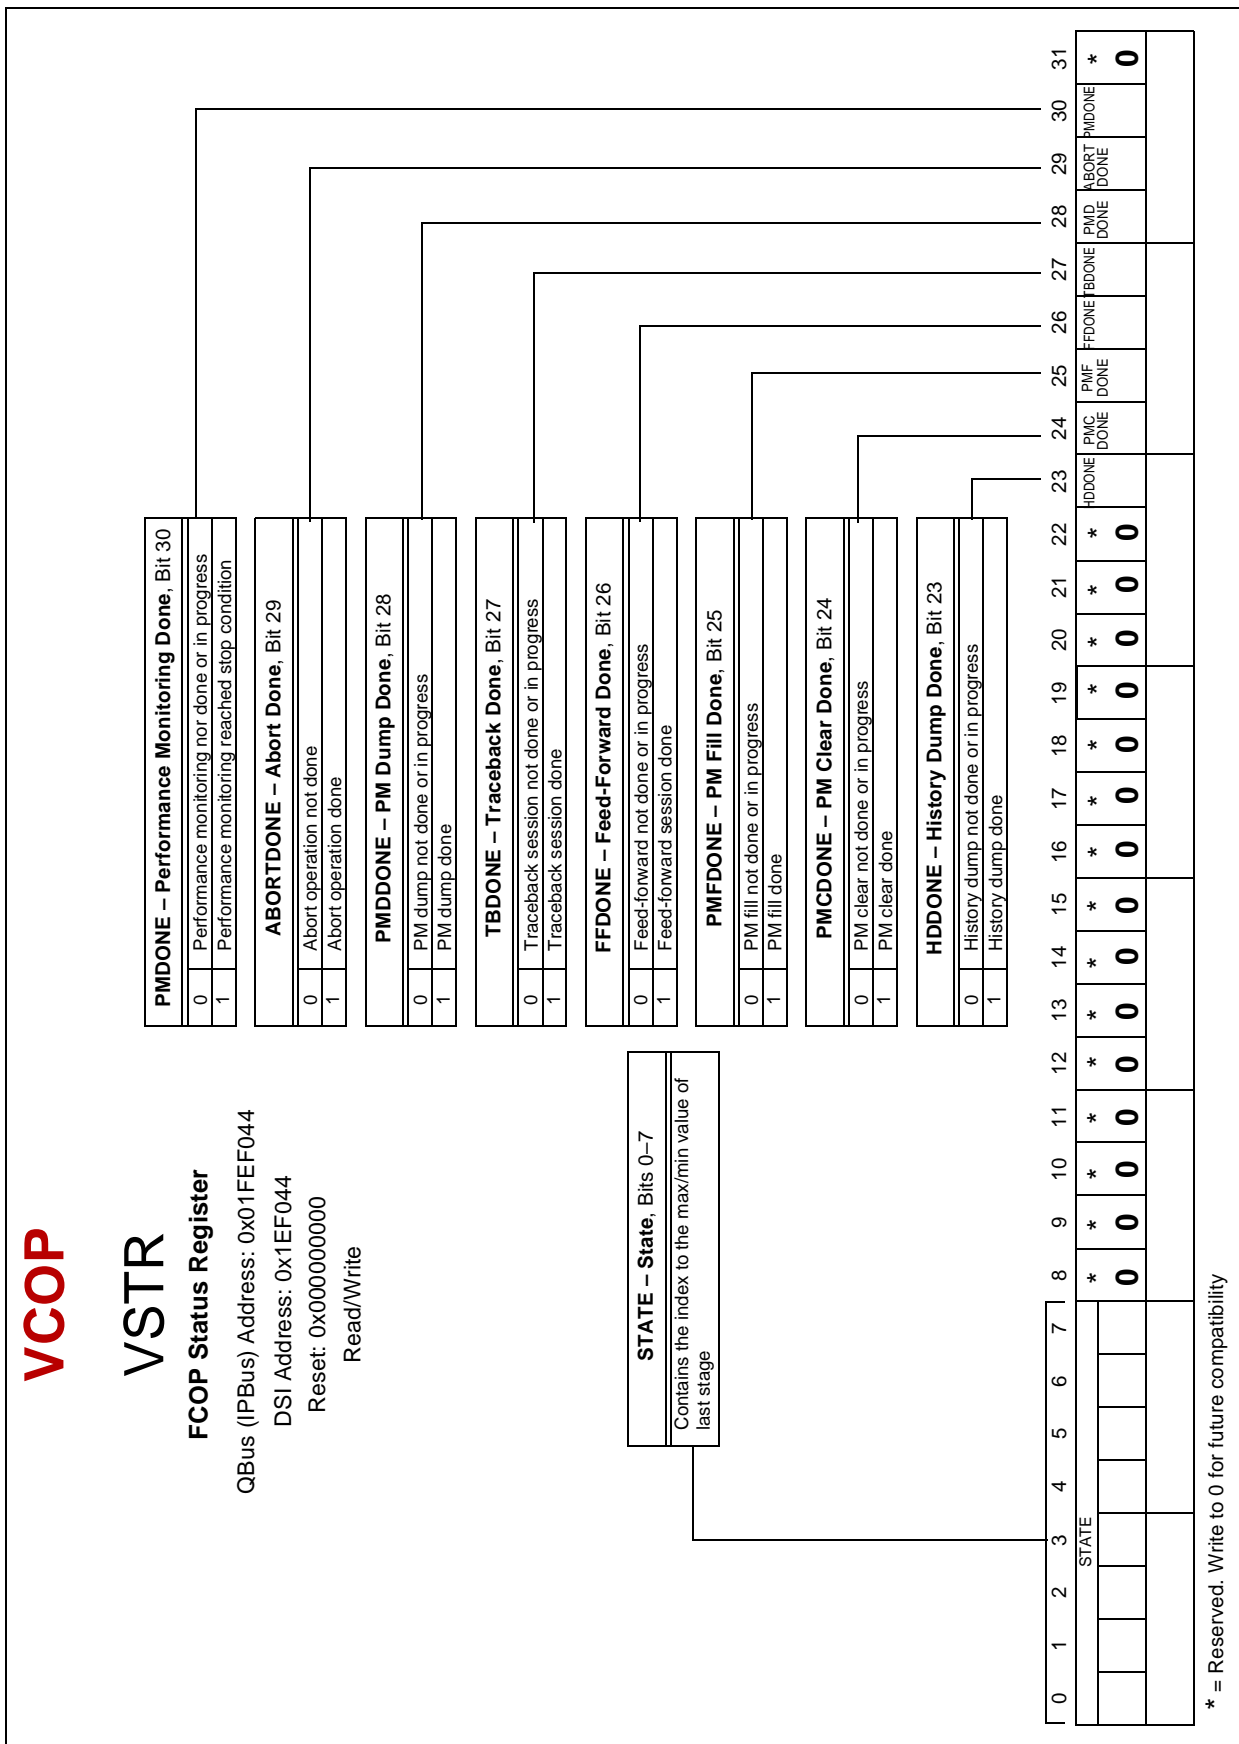 VCOP
VSTR
FCOP Status Register
QBus (IPBus) Address: 0x01FEF044
DSI Address: 0x1EF044
Reset: 0x00000000
Read/Write
PMDONE – Performance Monitoring Done, Bit 30
0 Performance monitoring nor done or in progress
1 Performance monitoring reached stop condition
ABORTDONE – Abort Done, Bit 29
0 Abort operation not done
1 Abort operation done
PMDDONE – PM Dump Done, Bit 28
0 PM dump not done or in progress
1 PM dump done
TBDONE – Traceback Done, Bit 27
0 Traceback session not done or in progress
1 Traceback session done
FFDONE – Feed-Forward Done, Bit 26
0 Feed-forward not done or in progress
1 Feed-forward session done
PMFDONE – PM Fill Done, Bit 25
0 PM fill not done or in progress
1 PM fill done
PMCDONE – PM Clear Done, Bit 24
0 PM clear not done or in progress
1 PM clear done
HDDONE – History Dump Done, Bit 23
0 History dump not done or in progress
1 History dump done
STATE – State, Bits 0–7
Contains the index to the max/min value of
last stage
0 1 2 3 4 5 6 7 8 9 10 11 12 13 14 15 16 17 18 19 20 21 22 23 24 25 26 27 28 29 30 31
STATE * * * * * * * * * * * * * * * HDDONE PMC DONE PMF DONE FFDONE TBDONE PMD DONE ABORT DONE PMDONE *
0 0 0 0 0 0 0 0 0 0 0 0 0 0 0 0
* = Reserved. Write to 0 for future compatibility